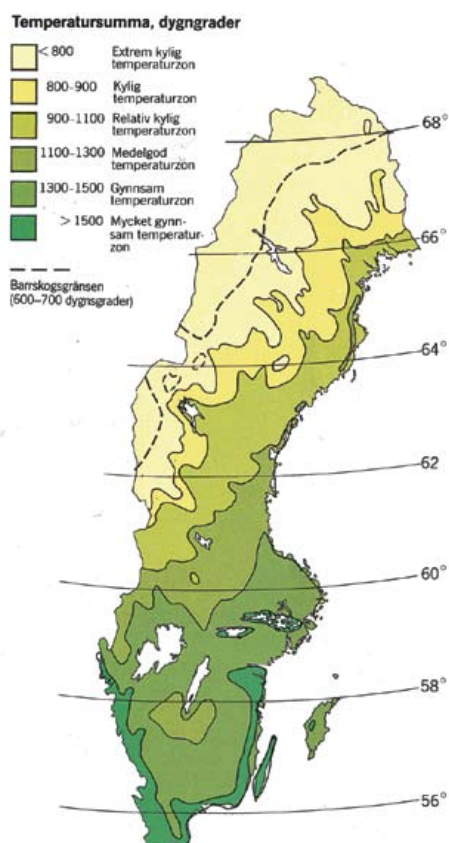 Temperatursumma, dygngrader
< 800 Extrem kylig
temperaturzon
800-900 Kylig
temperaturzon
900-1100 Relativ kylig
temperaturzon
1100-1300 Medelgod
temperaturzon
1300-1500 Gynnsam
temperaturzon
> 1500 Mycket gynn-
sam temperatur-
zon
Barrskogsgränsen
(600–700 dygnsgrader)
68°
66°
64°
62
60°
58°
56°